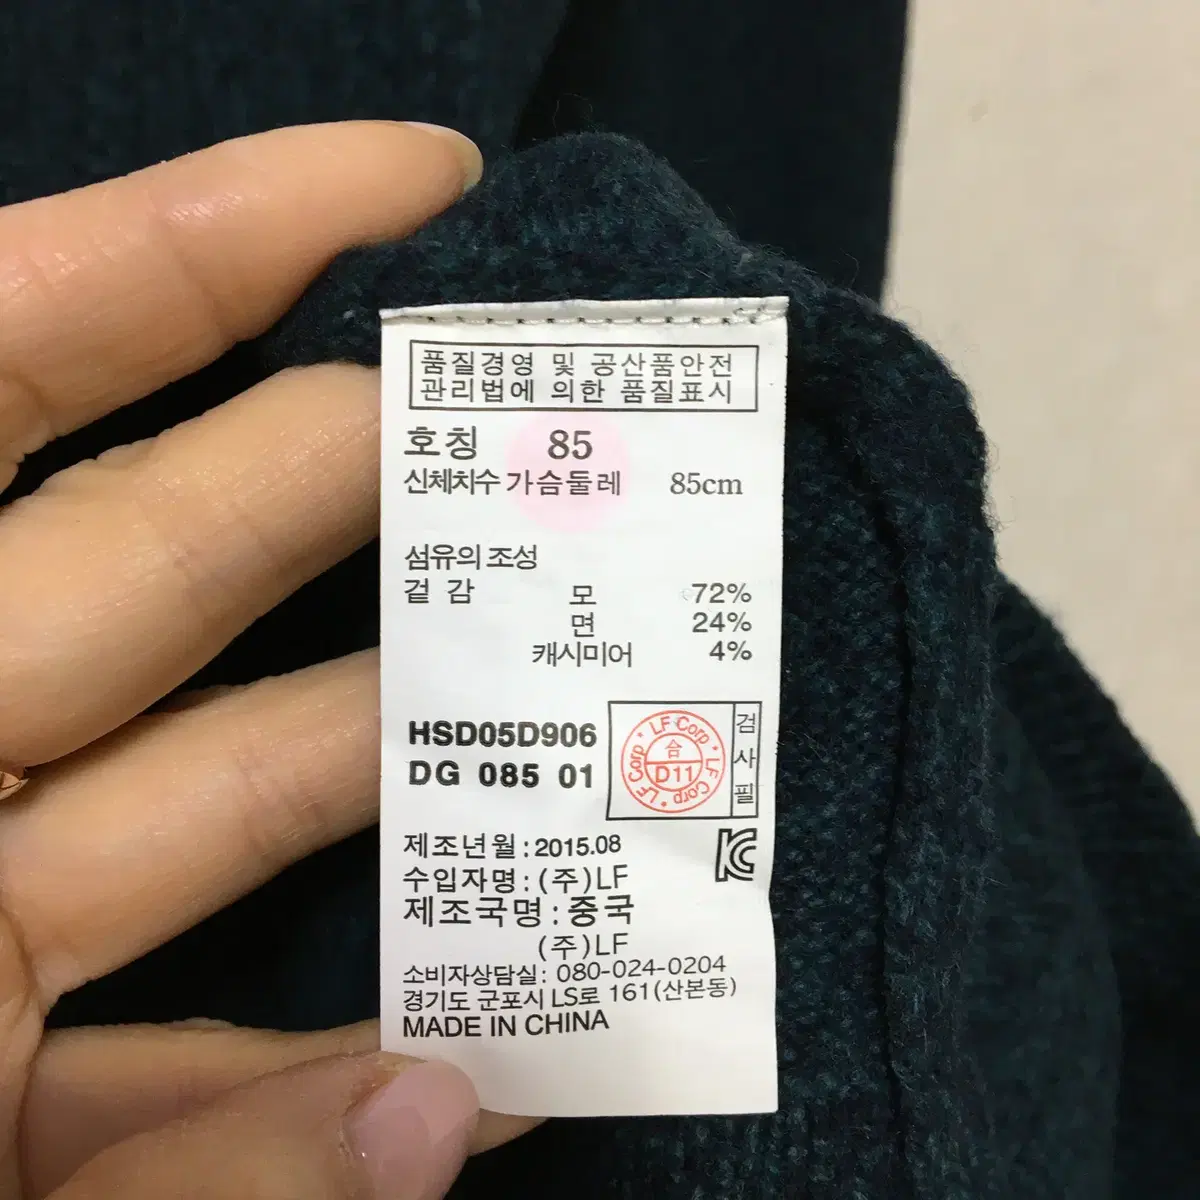 품질경영 및 공산품안전
관리법에 의한 품질표시
호칭 85
신체치수 가슴둘레 85cm
섬유의 조성
겉 감 모 72%
면 24%
캐시미어 4%
HSD05D906
DG 085 01
LF Corp • LF Corp • LF Corp •
合
D11
검
사
필
제조년월 : 2015.08
수입자명 : (주)LF
제조국명 : 중국
(주)LF
소비자상담실: 080-024-0204
경기도 군포시 LS로 161(산본동)
MADE IN CHINA